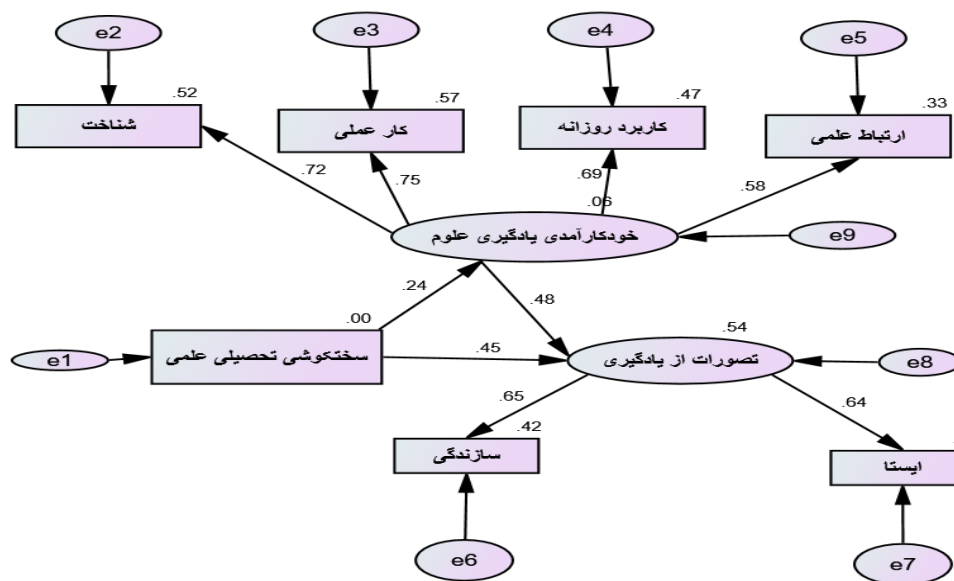 e2
e3
e4
e5
.52
شناخت
.57
کار عملی
.47
کاربرد روزانه
.33
ارتباط علمی
.72
.75
.69
.58
.06
خودکارآمدی یادگیری علوم
e9
.24
.48
.00
سختکوشی تحصیلی علمی
e1
.45
.54
تصورات از یادگیری
e8
.65
.64
.42
سازندگی
ایستا
e6
e7